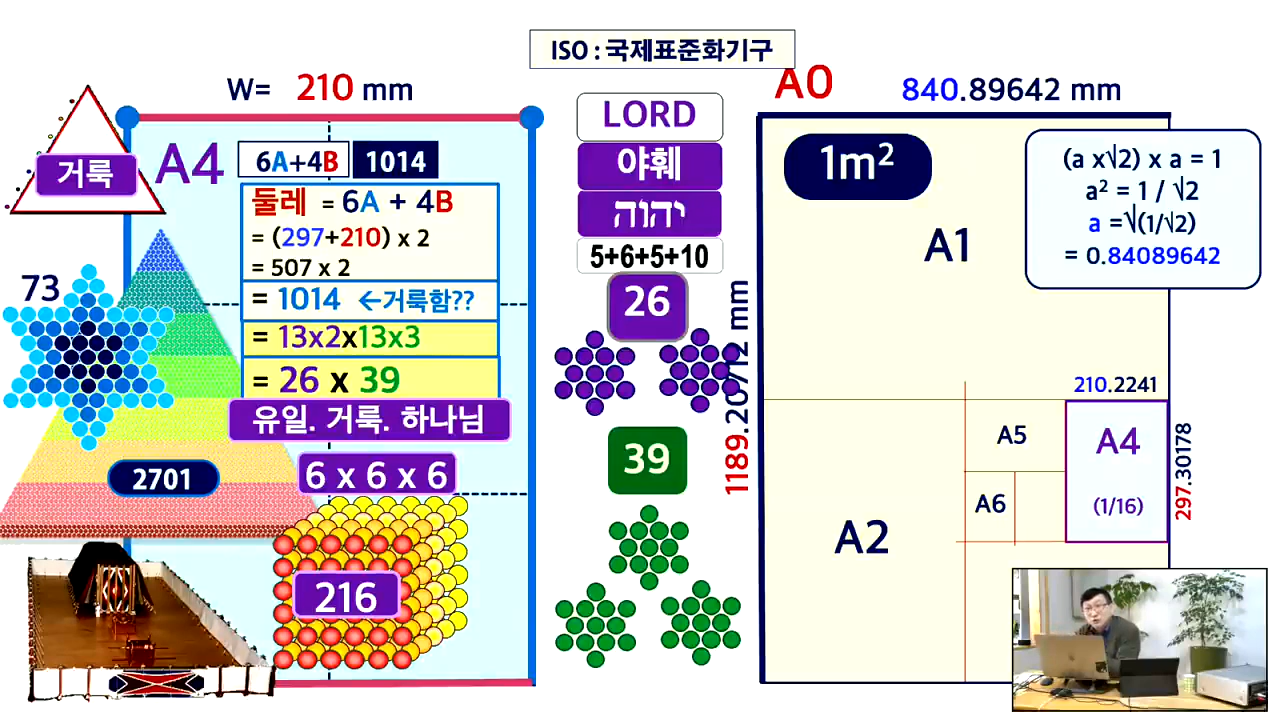 ISO : 국제표준화기구
W= 210 mm
A0
840.89642 mm
거룩
A4
6A+4B
1014
둘레 = 6A + 4B
= (297+210) x 2
= 507 x 2
= 1014 ←거룩함??
= 13x2x13x3
= 26 x 39
유일. 거룩. 하나님
6 x 6 x 6
216
73
2701
LORD
야훼
יהוה
5+6+5+10
26
39
1189.20712 mm
1m²
A1
(a x√2) x a = 1
a² = 1 / √2
a =√(1/√2)
= 0.84089642
210.2241
A5
A4
A6
(1/16)
297.30178
A2